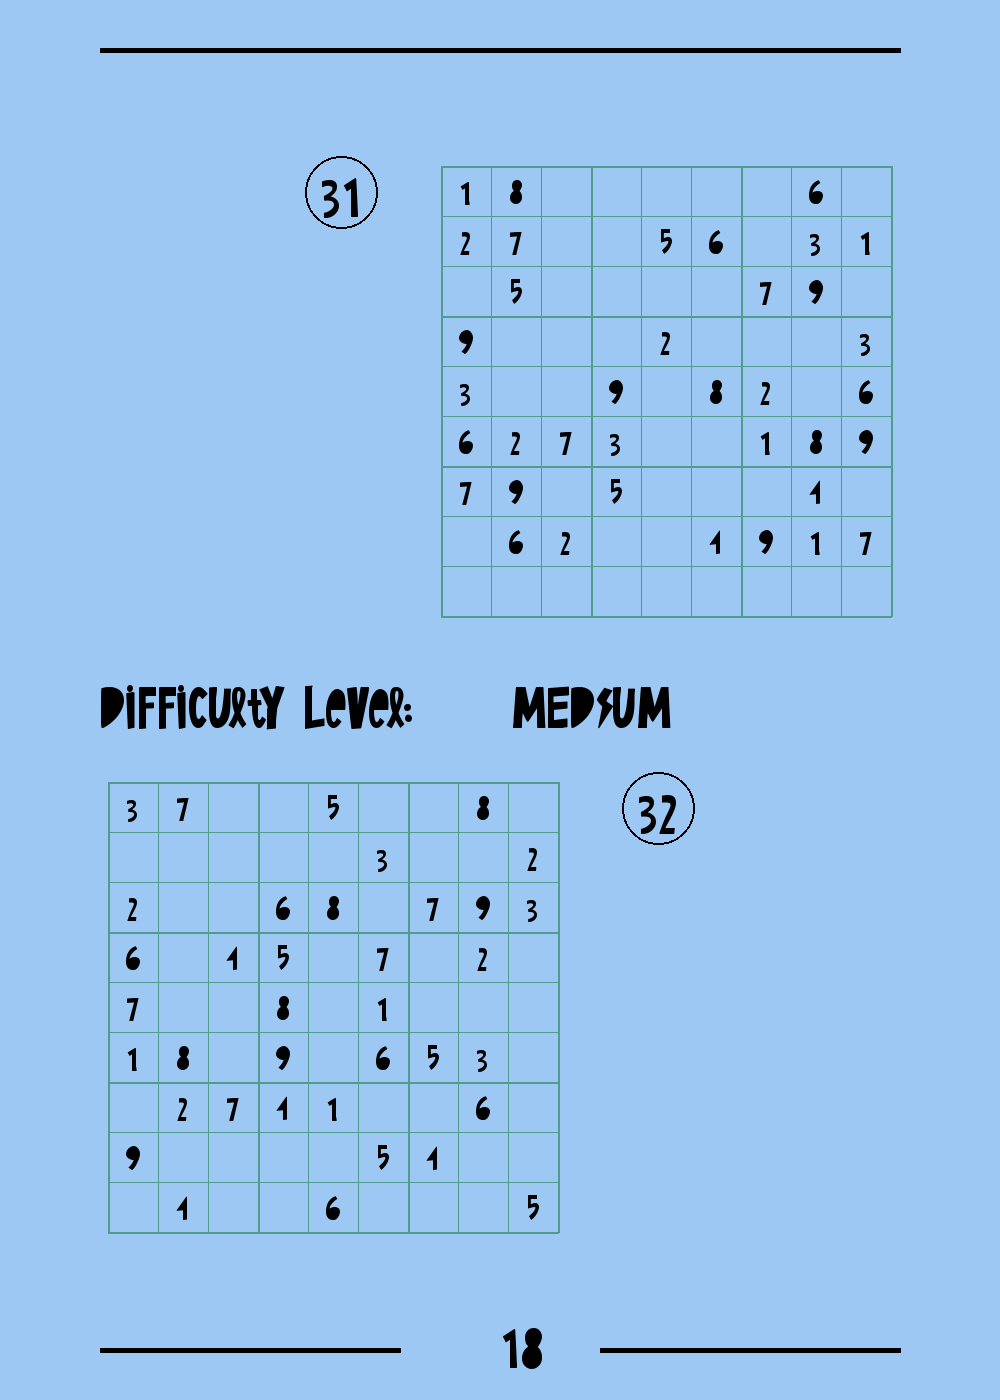 31
1 8 6
2 7 5 6 3 1
5 7 9
9 2 3
3 9 8 2 6
6 2 7 3 1 8 9
7 9 5 4
6 2 4 9 1 7
Difficulty Level: MEDIUM
32
3 7 5 8
3 2
2 6 8 7 9 3
6 4 5 7 2
7 8 1
1 8 9 6 5 3
2 7 4 1 6
9 5 4
4 6 5
18